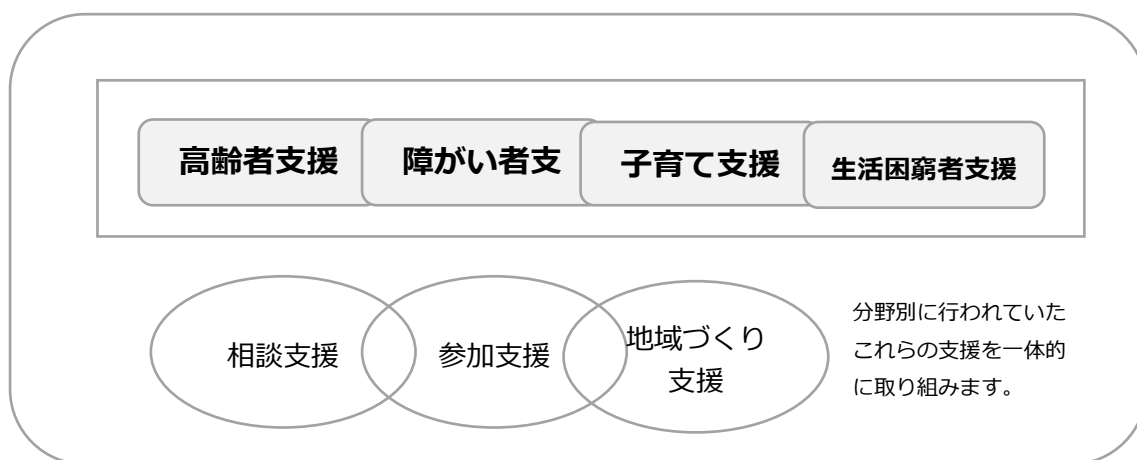 高齢者支援
障がい者支
子育て支援
生活困窮者支援
相談支援
参加支援
地域づくり
支援
分野別に行われていた
これらの支援を一体的
に取り組みます。